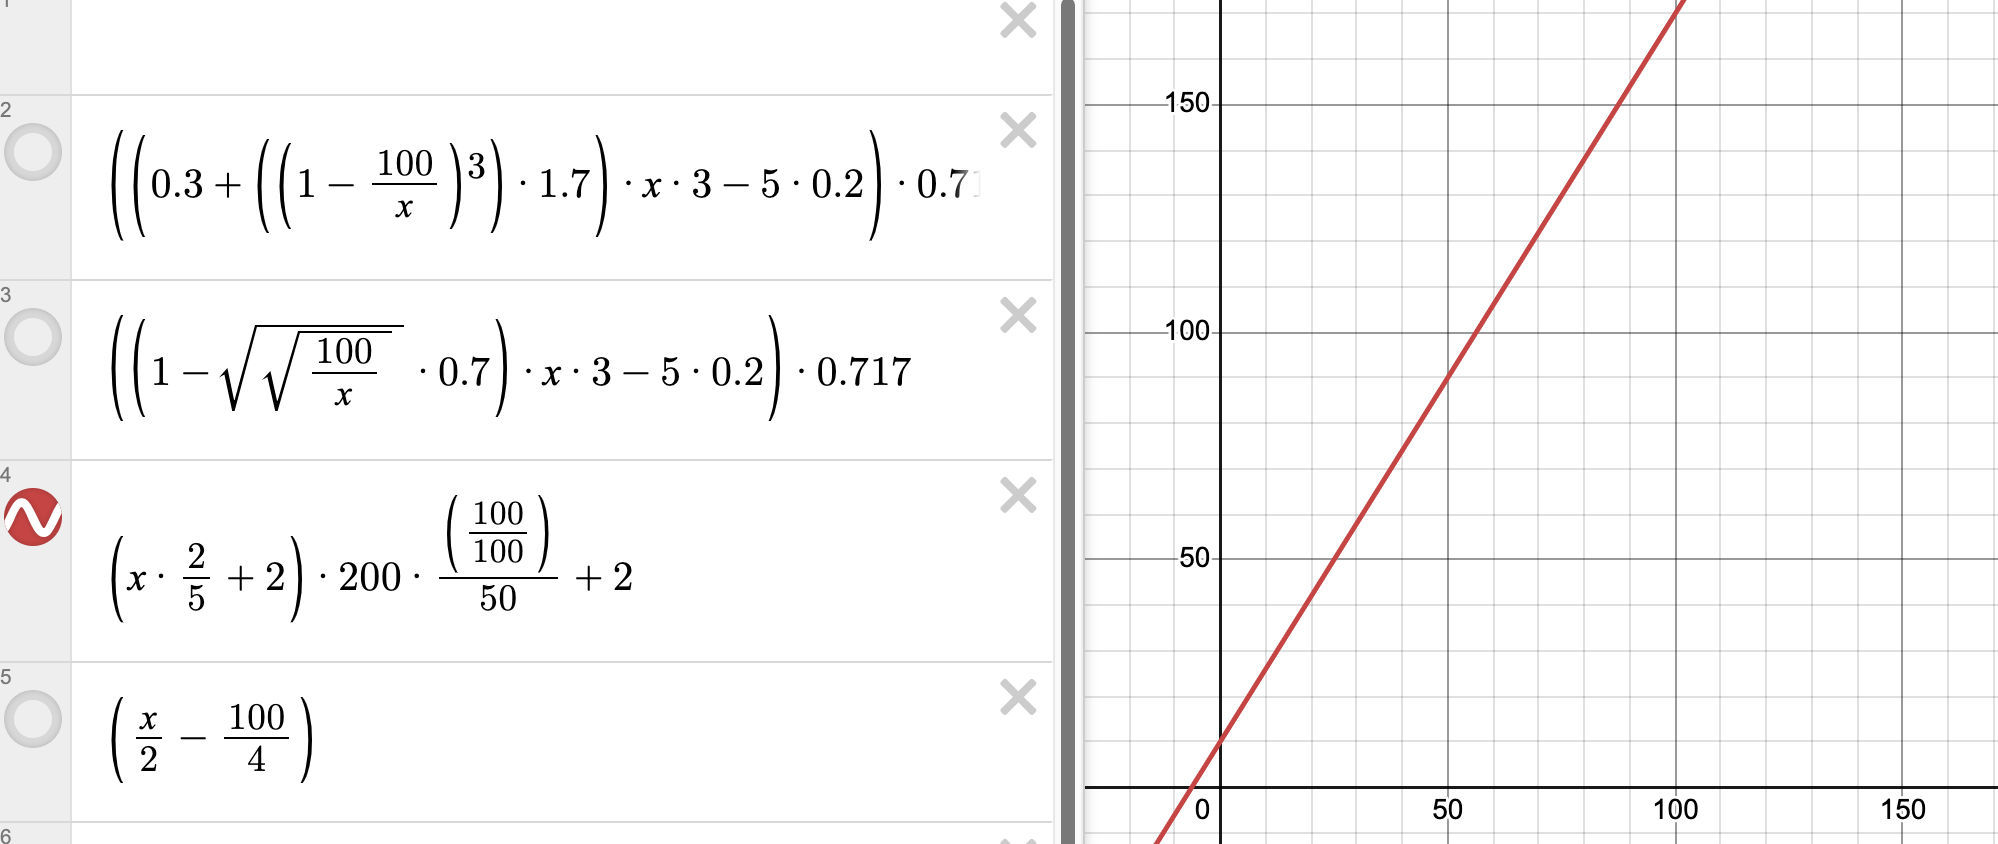 2
((0.3 + ((1 − 100/x)3) · 1.7) · x · 3 − 5 · 0.2) · 0.7
3
((1 − √√(100/x) · 0.7) · x · 3 − 5 · 0.2) · 0.717
4
(x · 2/5 + 2) · 200 · (100/100)/50 + 2
5
(x/2 − 100/4)
6
150
100
50
0 50 100 150